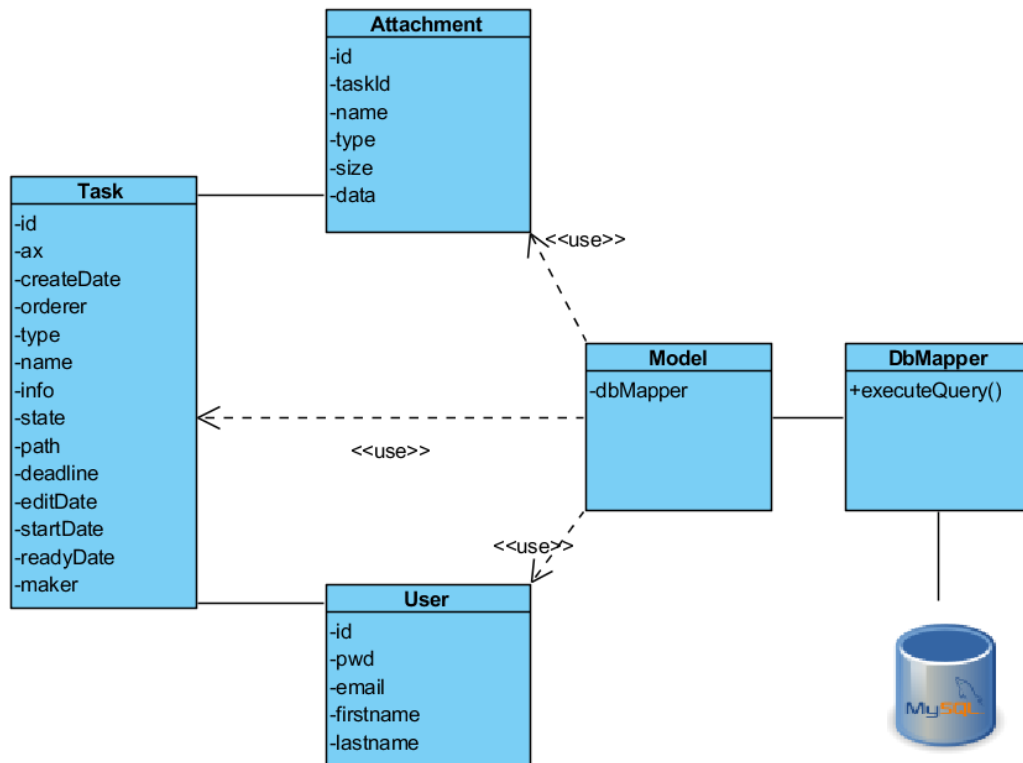 Attachment
-id
-taskId
-name
-type
-size
-data
Task
-id
-ax
-createDate
-orderer
-type
-name
-info
-state
-path
-deadline
-editDate
-startDate
-readyDate
-maker
<<use>>
<<use>>
<<use>>
Model
-dbMapper
DbMapper
+executeQuery()
User
-id
-pwd
-email
-firstname
-lastname
MySQL